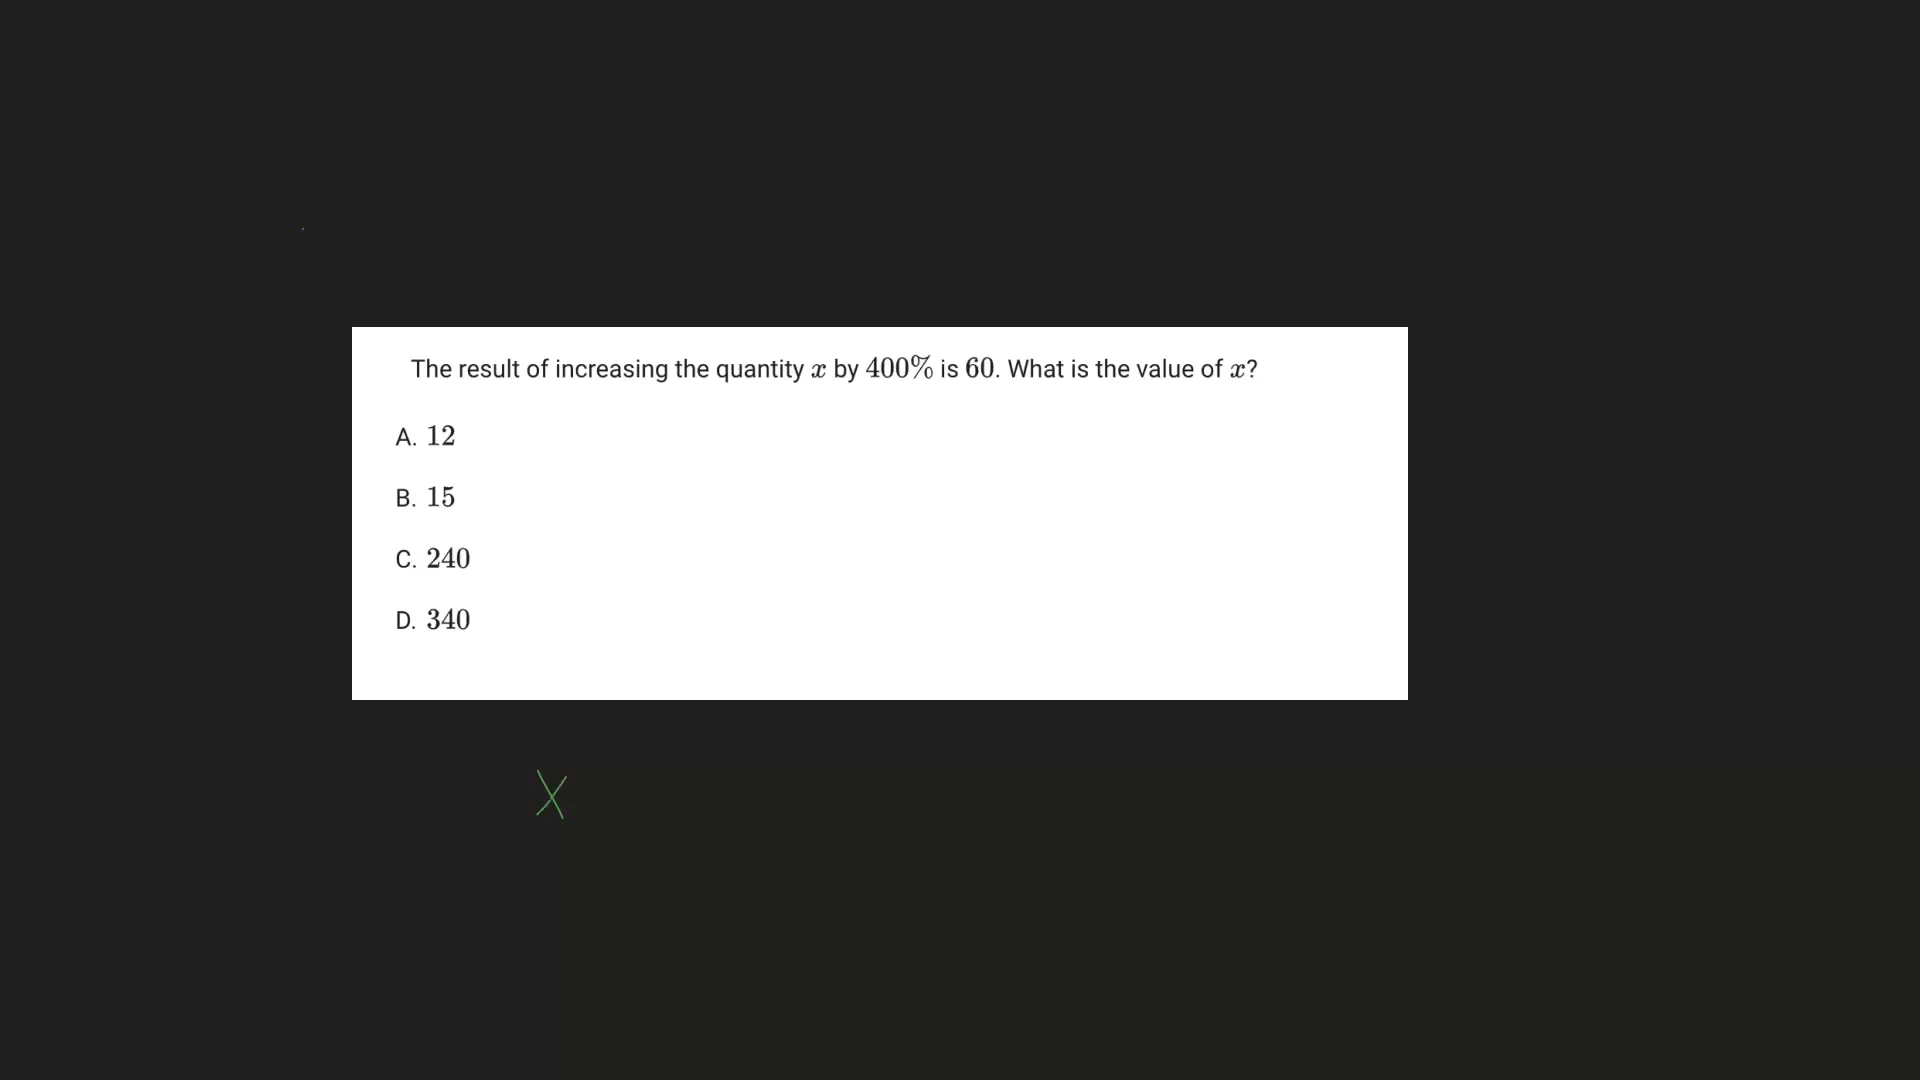 The result of increasing the quantity x by 400% is 60. What is the value of x?
A. 12
B. 15
C. 240
D. 340
X